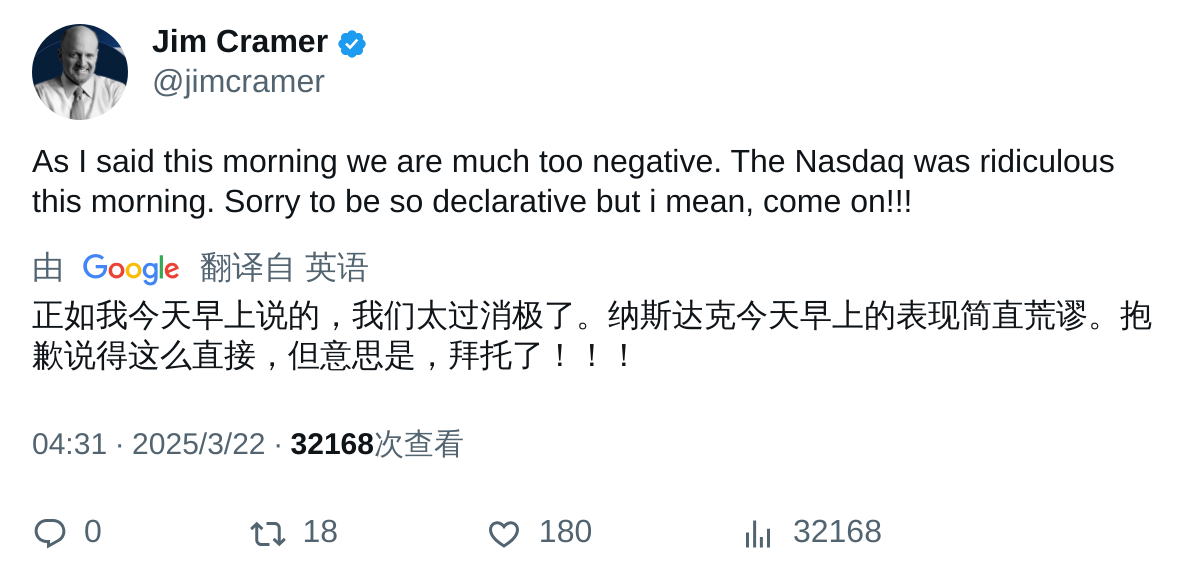 Jim Cramer
@jimcramer
As I said this morning we are much too negative. The Nasdaq was ridiculous
this morning. Sorry to be so declarative but i mean, come on!!!
由 Google 翻译自 英语
正如我今天早上说的，我们太过消极了。纳斯达克今天早上的表现简直荒谬。抱
歉说得这么直接，但意思是，拜托了！！！
04:31 · 2025/3/22 · 32168次查看
0 18 180 32168